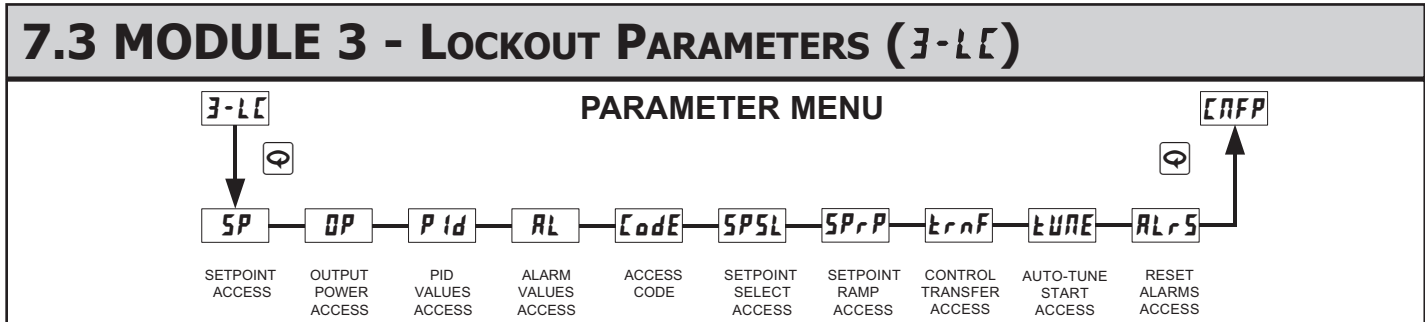 7.3 MODULE 3 - LOCKOUT PARAMETERS (3-LC)
3-LC PARAMETER MENU CNFP
SP OP PId AL CodE SPSL SPrP trnF tUNE ALrS
SETPOINT ACCESS
OUTPUT POWER ACCESS
PID VALUES ACCESS
ALARM VALUES ACCESS
ACCESS CODE
SETPOINT SELECT ACCESS
SETPOINT RAMP ACCESS
CONTROL TRANSFER ACCESS
AUTO-TUNE START ACCESS
RESET ALARMS ACCESS